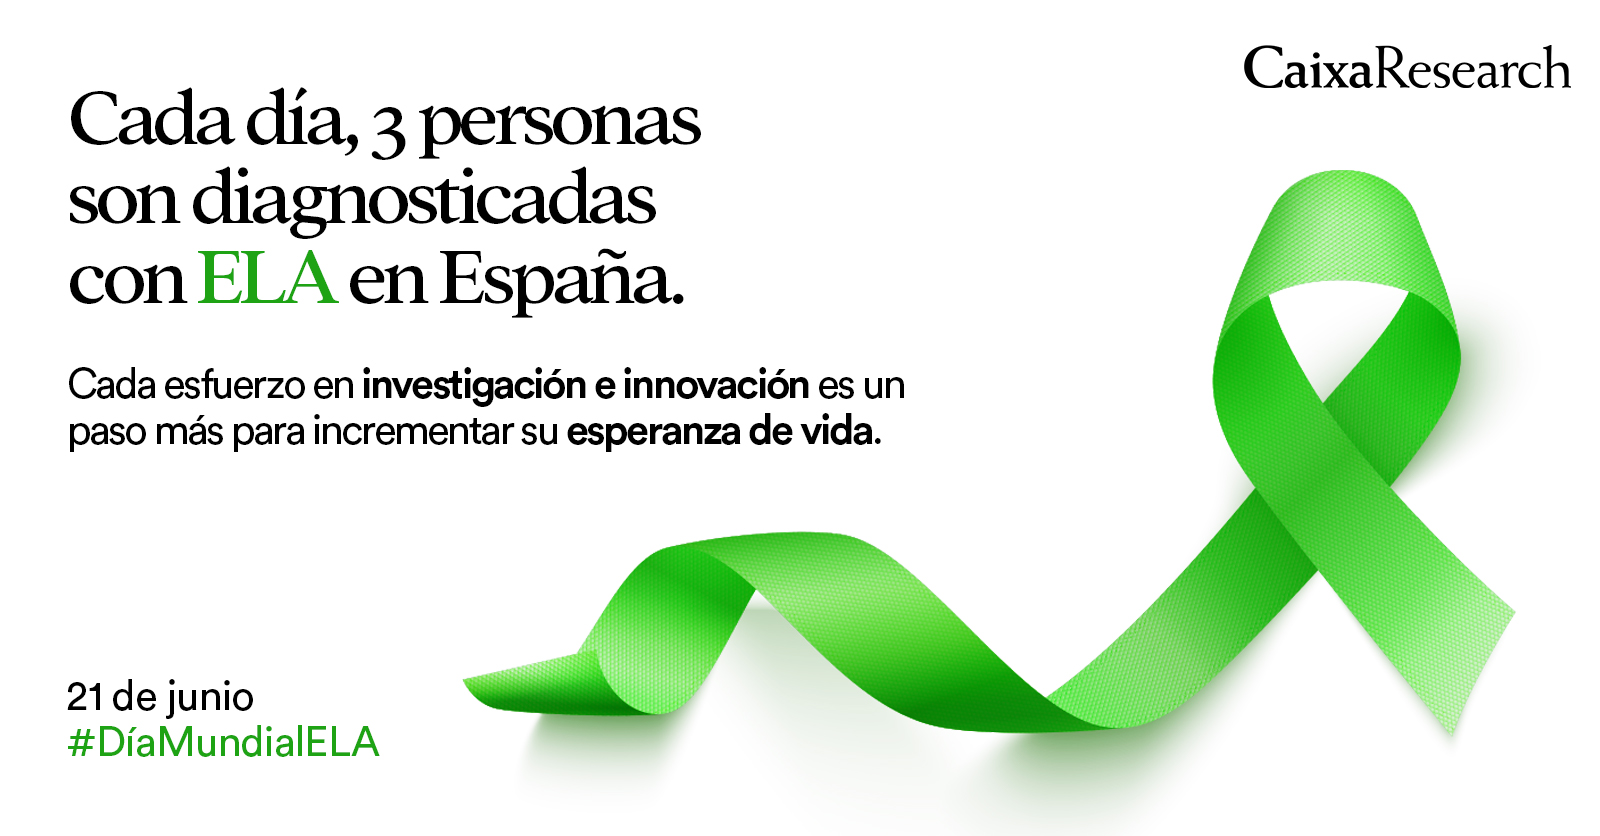 CaixaResearch
Cada día, 3 personas
son diagnosticadas
con ELA en España.
Cada esfuerzo en investigación e innovación es un
paso más para incrementar su esperanza de vida.
21 de junio
#DíaMundialELA